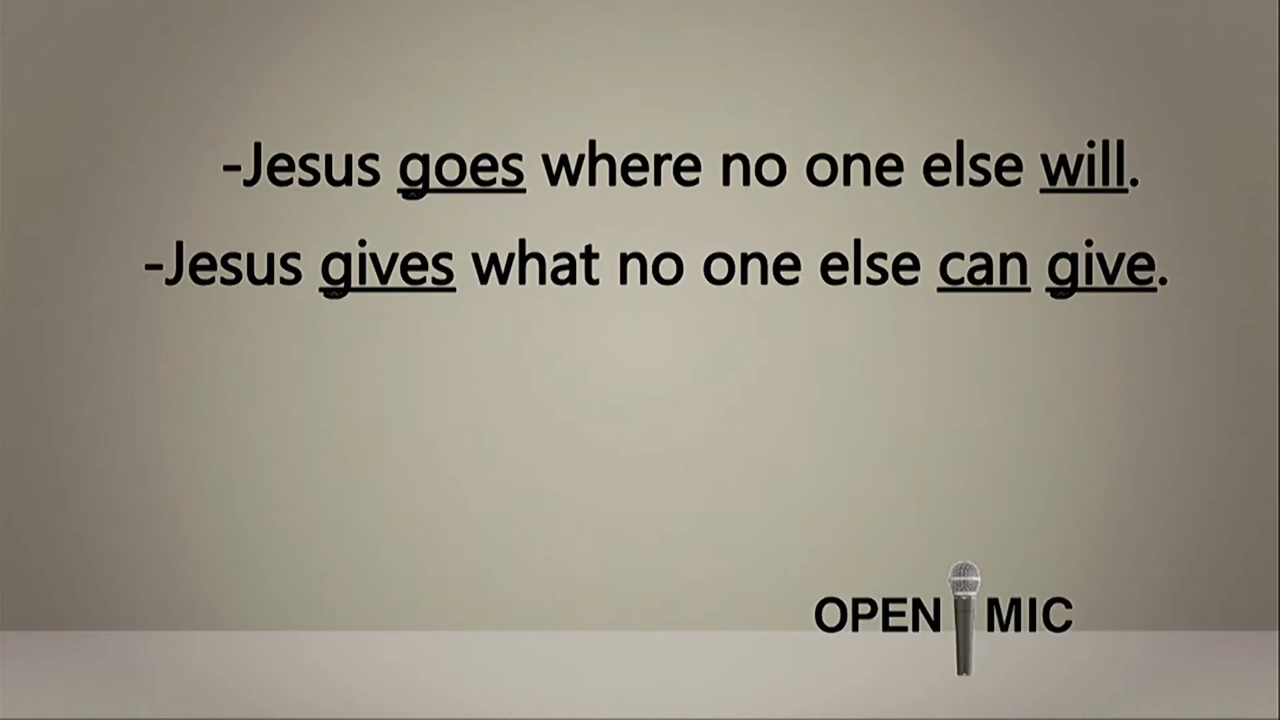 -Jesus goes where no one else will.
-Jesus gives what no one else can give.
OPEN MIC